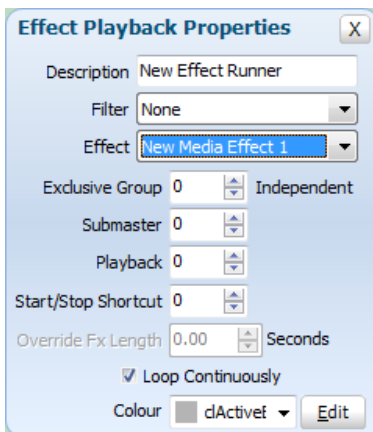 Effect Playback Properties X
Description New Effect Runner
Filter None
Effect New Media Effect 1
Exclusive Group 0 Independent
Submaster 0
Playback 0
Start/Stop Shortcut 0
Override Fx Length 0.00 Seconds
Loop Continuously
Colour clActiveE Edit